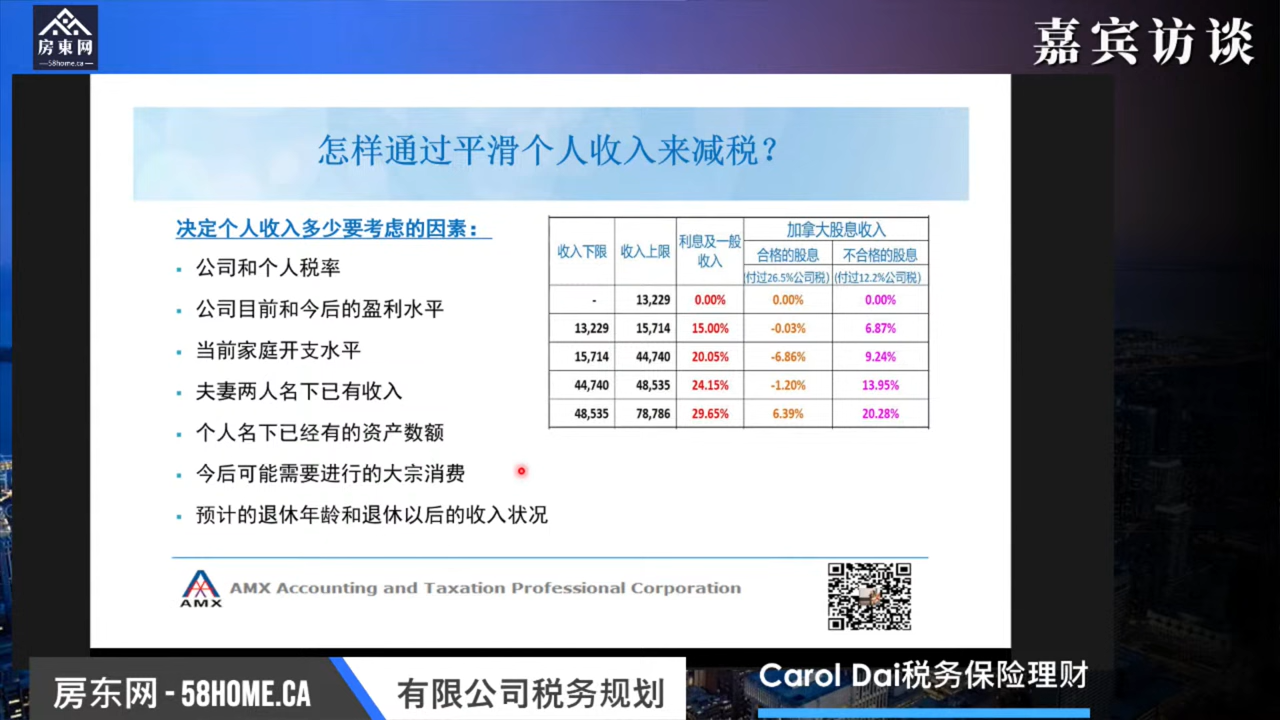 房東网
58home.ca
嘉宾访谈
怎样通过平滑个人收入来减税？
决定个人收入多少要考虑的因素：
▪ 公司和个人税率
▪ 公司目前和今后的盈利水平
▪ 当前家庭开支水平
▪ 夫妻两人名下已有收入
▪ 个人名下已经有的资产数额
▪ 今后可能需要进行的大宗消费
▪ 预计的退休年龄和退休以后的收入状况
收入下限 收入上限 利息及一般收入 加拿大股息收入
合格的股息 不合格的股息
(付过26.5%公司税) (付过12.2%公司税)
- 13,229 0.00% 0.00% 0.00%
13,229 15,714 15.00% -0.03% 6.87%
15,714 44,740 20.05% -6.86% 9.24%
44,740 48,535 24.15% -1.20% 13.95%
48,535 78,786 29.65% 6.39% 20.28%
AMX
AMX Accounting and Taxation Professional Corporation
房东网 - 58HOME.CA
有限公司税务规划
Carol Dai税务保险理财